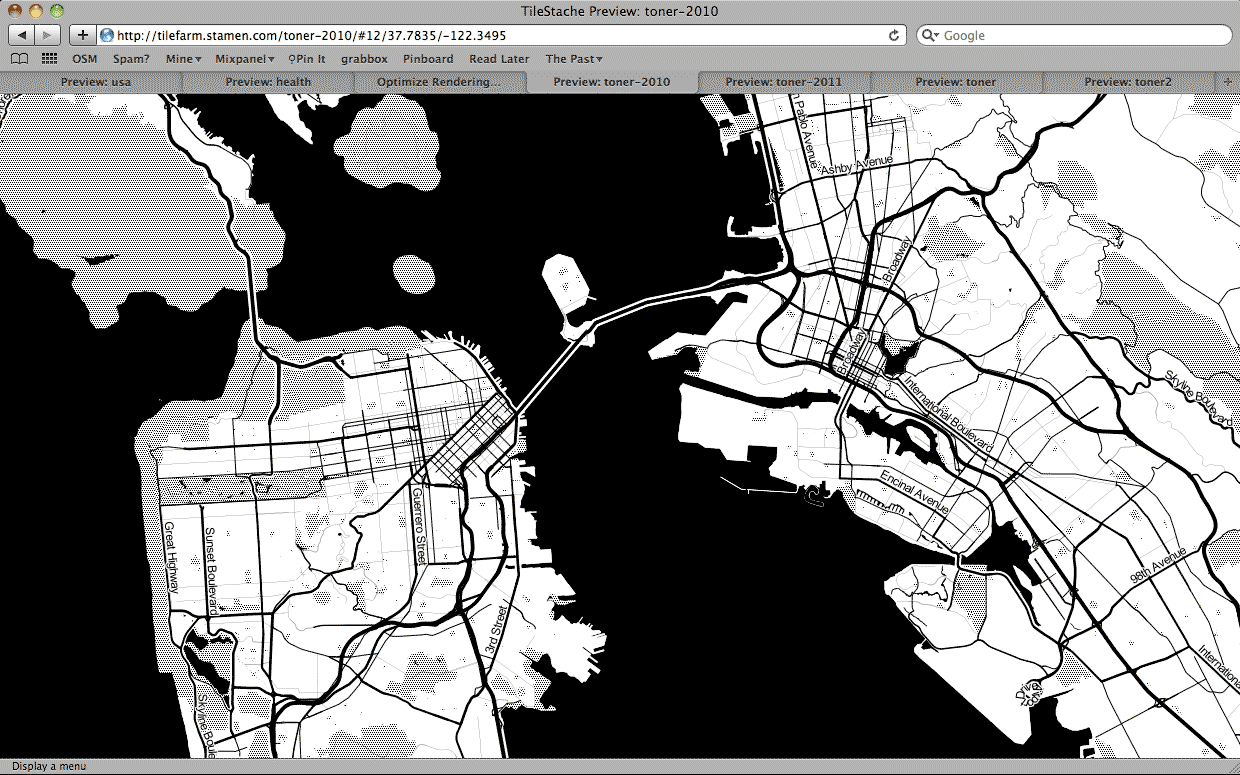 TileStache Preview: toner-2010
http://tilefarm.stamen.com/toner-2010/#12/37.7835/-122.3495
Google
OSM Spam? Mine▾ Mixpanel▾ Pin It grabbox Pinboard Read Later The Past▾
Preview: usa Preview: health Optimize Rendering... Preview: toner-2010 Preview: toner-2011 Preview: toner Preview: toner2 +
Pablo Avenue
Ashby Avenue
Broadway
Broadway
Skyline Boulevard
International Boulevard
Encinal Avenue
Guerrero Street
Great Highway
Sunset Boulevard
98th Avenue
3rd Street
International
Drive
Skyline Boule
Display a menu